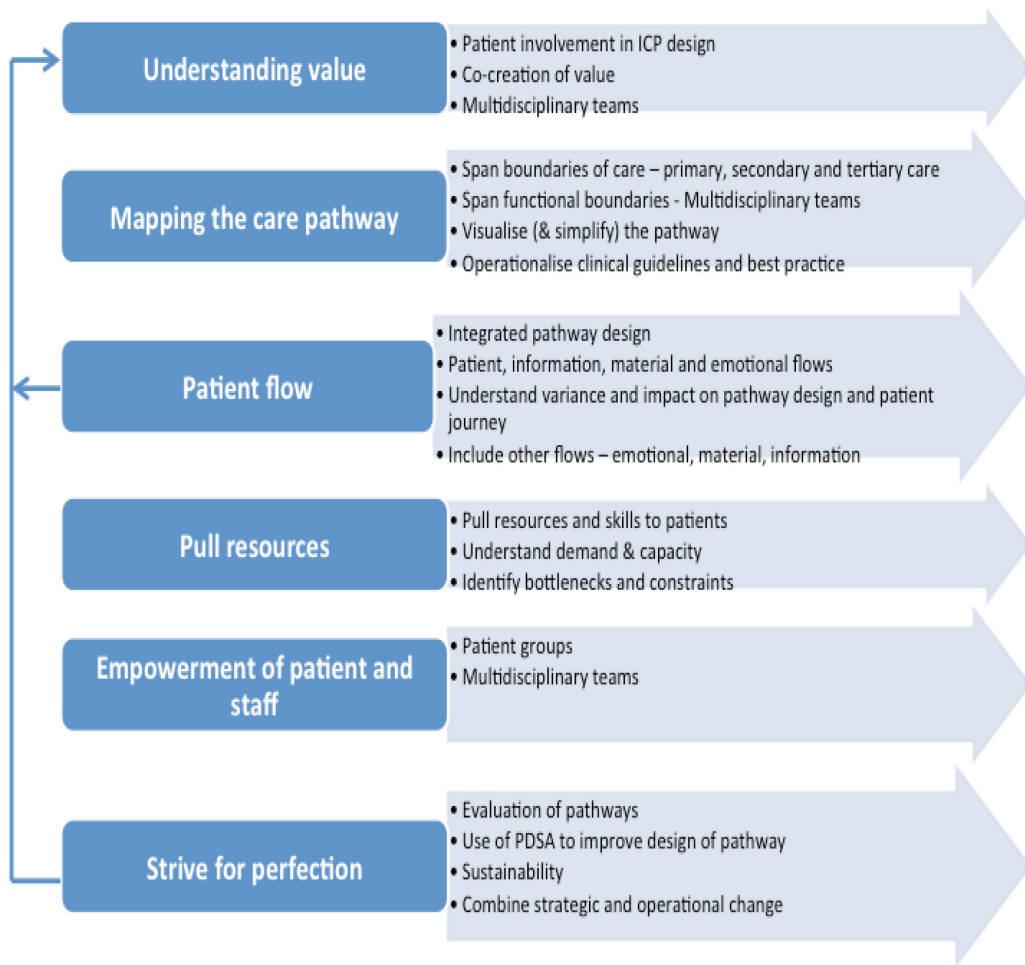 Understanding value
• Patient involvement in ICP design
• Co-creation of value
• Multidisciplinary teams
Mapping the care pathway
• Span boundaries of care – primary, secondary and tertiary care
• Span functional boundaries - Multidisciplinary teams
• Visualise (& simplify) the pathway
• Operationalise clinical guidelines and best practice
Patient flow
• Integrated pathway design
• Patient, information, material and emotional flows
• Understand variance and impact on pathway design and patient
journey
• Include other flows – emotional, material, information
Pull resources
• Pull resources and skills to patients
• Understand demand & capacity
• Identify bottlenecks and constraints
Empowerment of patient and
staff
• Patient groups
• Multidisciplinary teams
Strive for perfection
• Evaluation of pathways
• Use of PDSA to improve design of pathway
• Sustainability
• Combine strategic and operational change